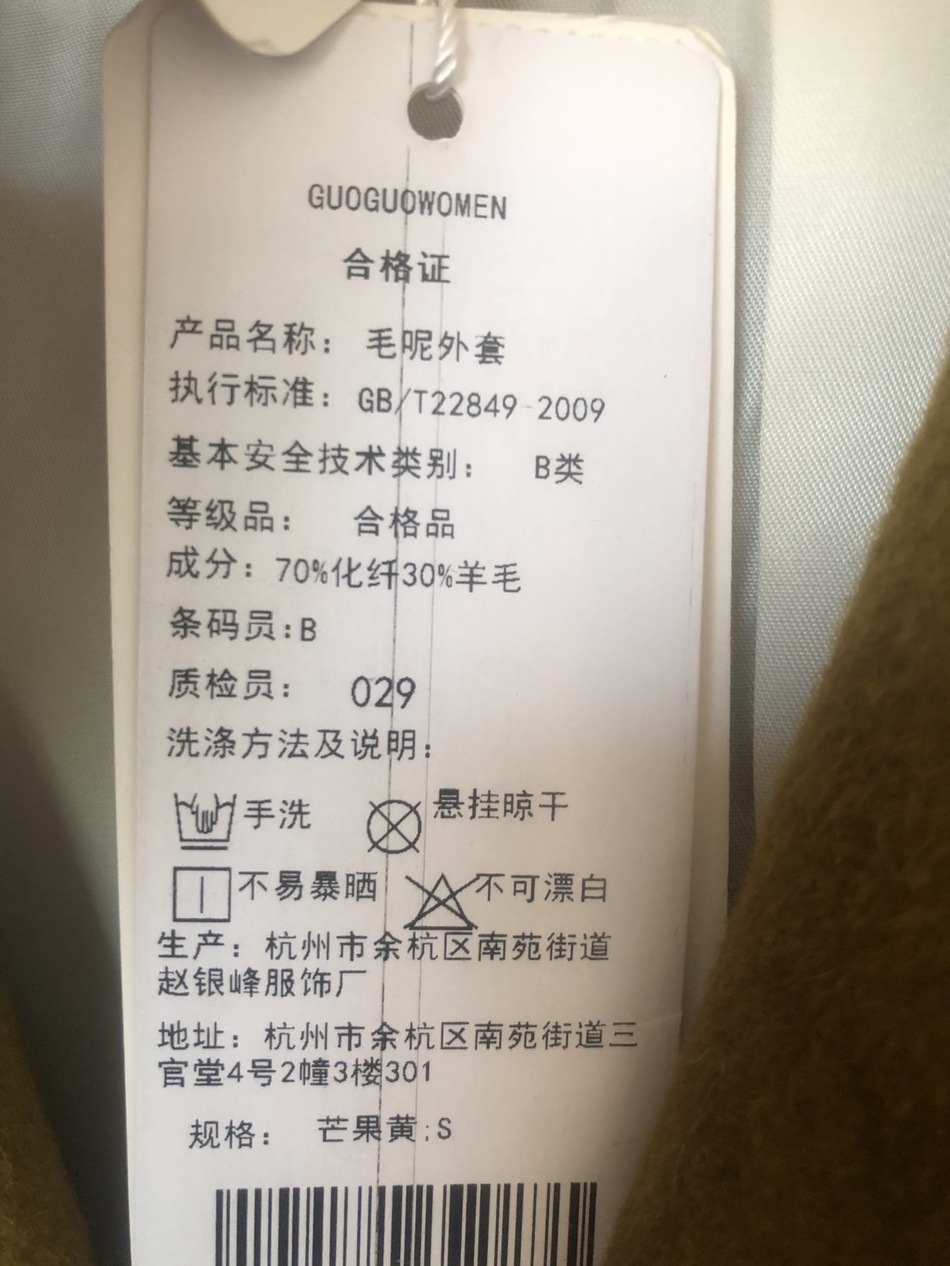 GUOGUOWOMEN
合格证
产品名称： 毛呢外套
执行标准：GB/T22849-2009
基本安全技术类别： B类
等级品： 合格品
成分：70%化纤30%羊毛
条码员:B
质检员： 029
洗涤方法及说明：
手洗 悬挂晾干
不易暴晒 不可漂白
生产：杭州市余杭区南苑街道
赵银峰服饰厂
地址：杭州市余杭区南苑街道三
官堂4号2幢3楼301
规格： 芒果黄;S